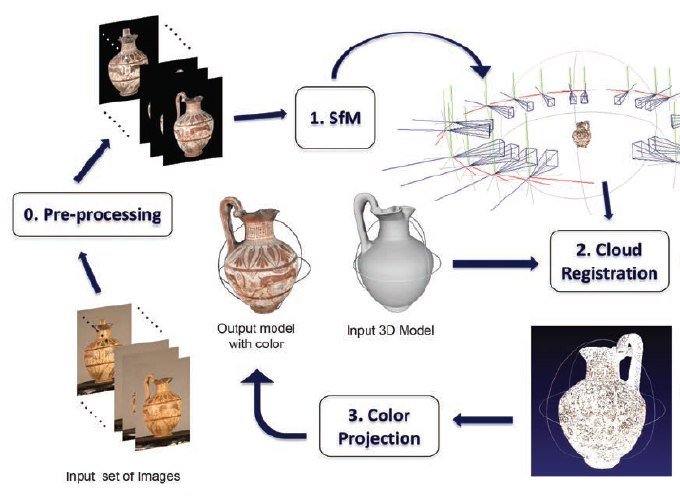 1. SfM
0. Pre-processing
2. Cloud
Registration
Output model
with color
Input 3D Model
3. Color
Projection
Input set of Images